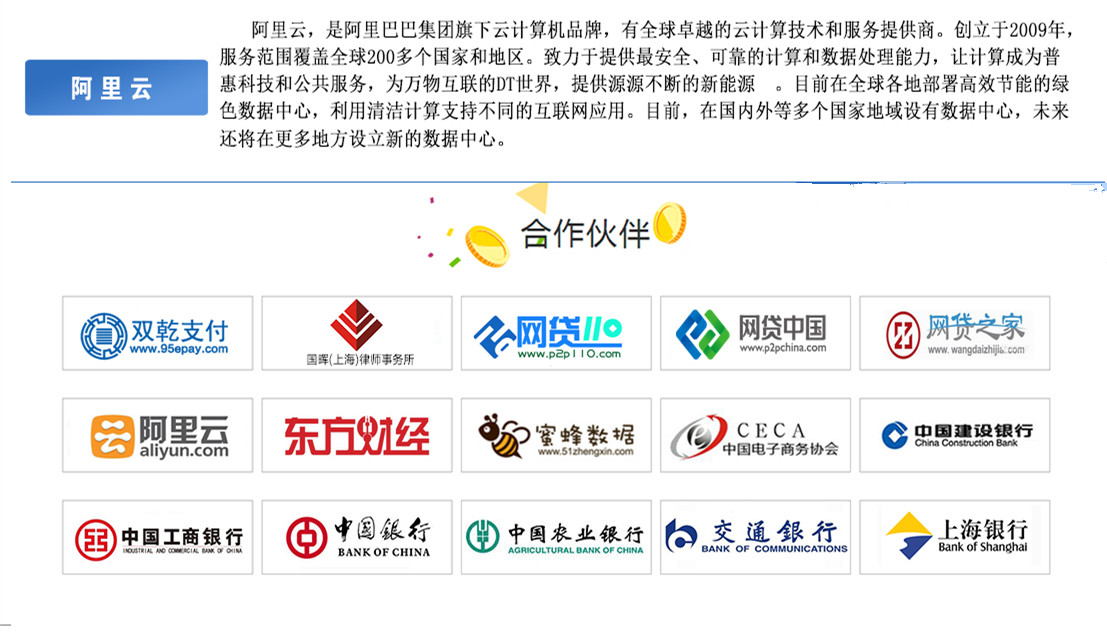 阿里云，是阿里巴巴集团旗下云计算机品牌，有全球卓越的云计算技术和服务提供商。创立于2009年，
服务范围覆盖全球200多个国家和地区。致力于提供最安全、可靠的计算和数据处理能力，让计算成为普
阿里云
惠科技和公共服务，为万物互联的DT世界，提供源源不断的新能源 。目前在全球各地部署高效节能的绿
色数据中心，利用清洁计算支持不同的互联网应用。目前，在国内外等多个国家地域设有数据中心，未来
还将在更多地方设立新的数据中心。
合作伙伴
双乾支付
www.95epay.com
国晖(上海)律师事务所
网贷110
www.p2p110.com
网贷中国
www.p2pchina.com
网贷之家
www.wangdaizhijia.com
阿里云
aliyun.com
东方财经
蜜蜂数据
www.51zhengxin.com
CECA
中国电子商务协会
中国建设银行
China Construction Bank
中国工商银行
INDUSTRIAL AND COMMERCIAL BANK OF CHINA
中国银行
BANK OF CHINA
中国农业银行
AGRICULTURAL BANK OF CHINA
交通銀行
BANK OF COMMUNICATIONS
上海银行
Bank of Shanghai